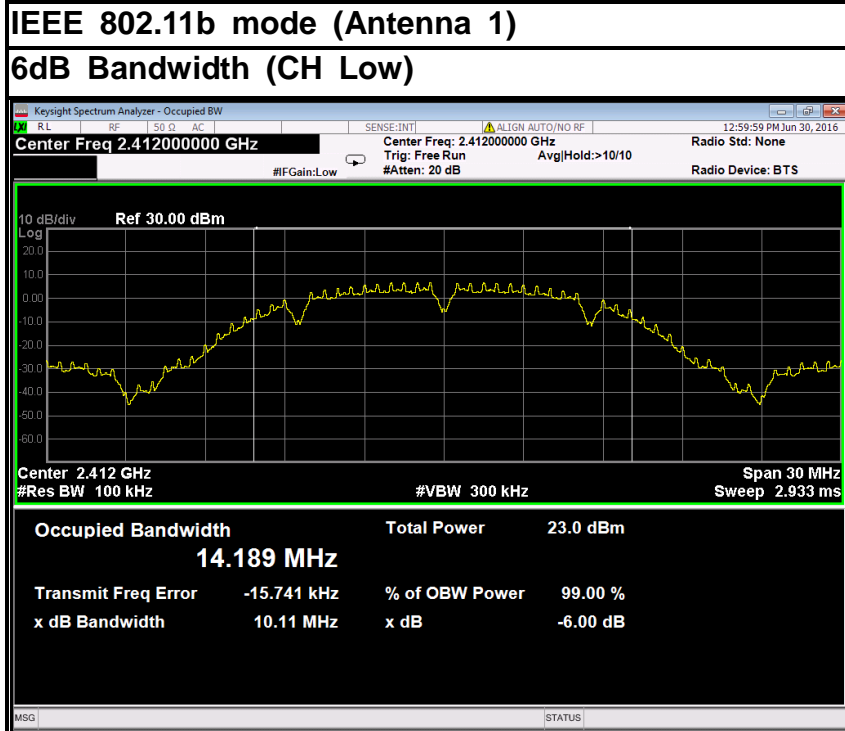 IEEE 802.11b mode (Antenna 1)
6dB Bandwidth (CH Low)
Keysight Spectrum Analyzer - Occupied BW
LXI RL RF 50 Ω AC SENSE:INT ALIGN AUTO/NO RF 12:59:59 PM Jun 30, 2016
Center Freq 2.412000000 GHz Center Freq: 2.412000000 GHz Radio Std: None
Trig: Free Run Avg|Hold:>10/10
#IFGain:Low #Atten: 20 dB Radio Device: BTS
10 dB/div Ref 30.00 dBm
Log
20.0
10.0
0.00
-10.0
-20.0
-30.0
-40.0
-50.0
-60.0
Center 2.412 GHz Span 30 MHz
#Res BW 100 kHz #VBW 300 kHz Sweep 2.933 ms
Occupied Bandwidth Total Power 23.0 dBm
14.189 MHz
Transmit Freq Error -15.741 kHz % of OBW Power 99.00 %
x dB Bandwidth 10.11 MHz x dB -6.00 dB
MSG STATUS